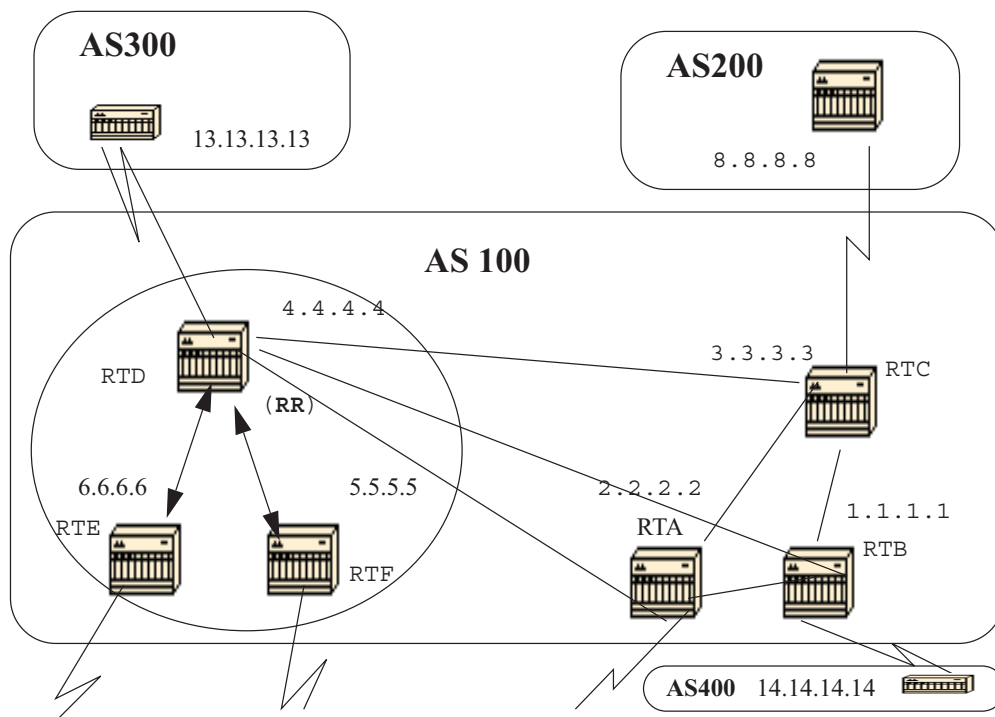 AS300
AS200
13.13.13.13
8.8.8.8
AS 100
4.4.4.4
3.3.3.3
RTD
RTC
(RR)
6.6.6.6
5.5.5.5
2.2.2.2
1.1.1.1
RTE
RTA
RTB
RTF
AS400 14.14.14.14